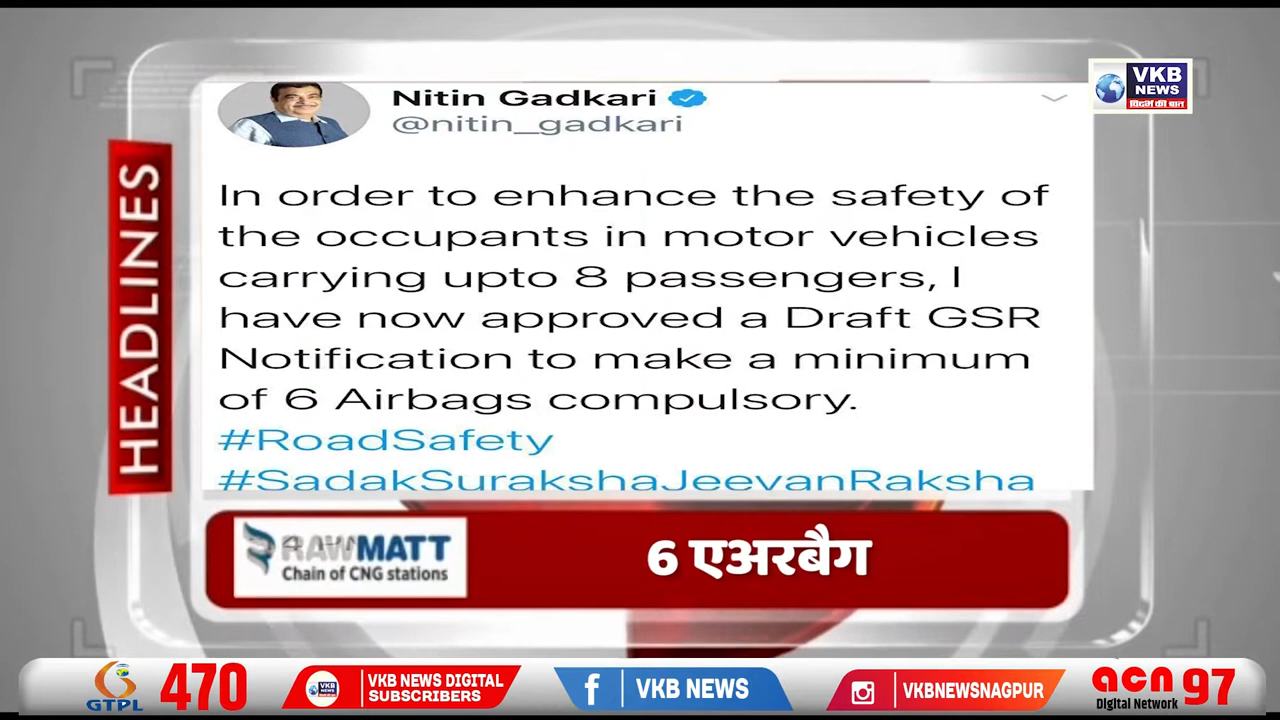 Nitin Gadkari
@nitin_gadkari
VKB
NEWS
विदर्भ की बात
HEADLINES
In order to enhance the safety of
the occupants in motor vehicles
carrying upto 8 passengers, I
have now approved a Draft GSR
Notification to make a minimum
of 6 Airbags compulsory.
#RoadSafety
#SadakSurakshaJeevanRaksha
RAWMATT
Chain of CNG stations
6 एअरबैग
GTPL
470
VKB NEWS
VKB NEWS DIGITAL
SUBSCRIBERS
f
VKB NEWS
VKBNEWSNAGPUR
acn 97
Digital Network